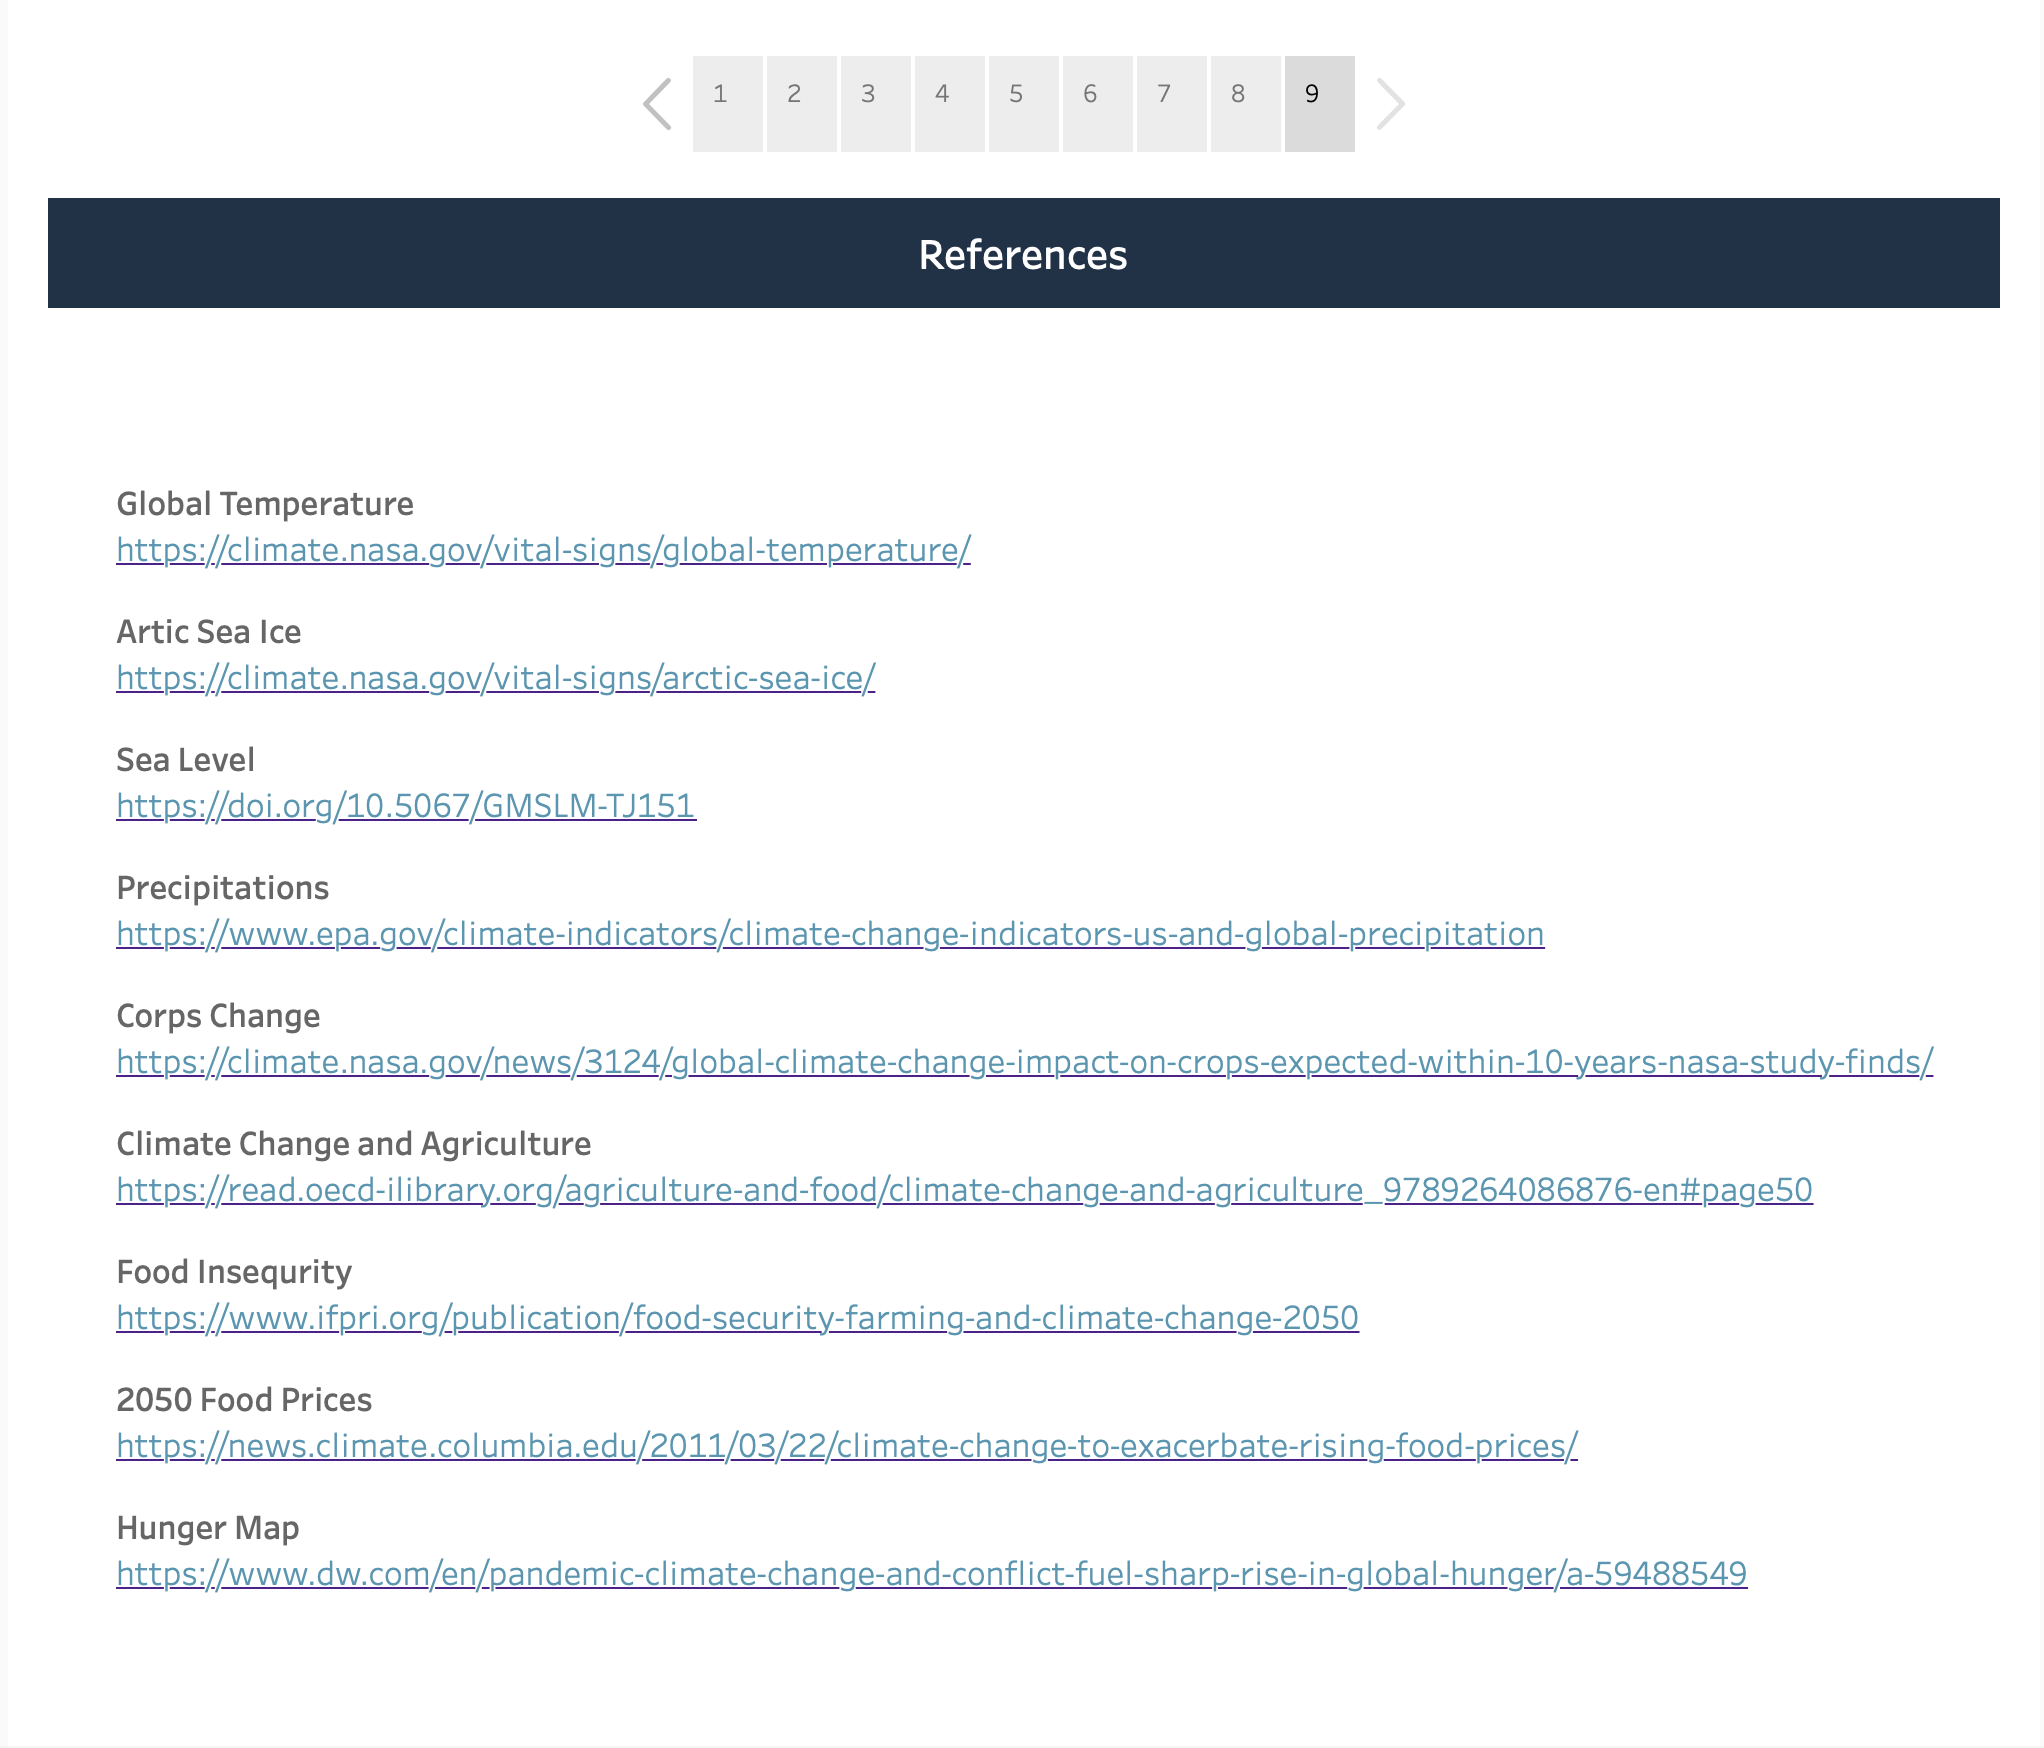 1 2 3 4 5 6 7 8 9
References
Global Temperature
https://climate.nasa.gov/vital-signs/global-temperature/
Artic Sea Ice
https://climate.nasa.gov/vital-signs/arctic-sea-ice/
Sea Level
https://doi.org/10.5067/GMSLM-TJ151
Precipitations
https://www.epa.gov/climate-indicators/climate-change-indicators-us-and-global-precipitation
Corps Change
https://climate.nasa.gov/news/3124/global-climate-change-impact-on-crops-expected-within-10-years-nasa-study-finds/
Climate Change and Agriculture
https://read.oecd-ilibrary.org/agriculture-and-food/climate-change-and-agriculture_9789264086876-en#page50
Food Insequrity
https://www.ifpri.org/publication/food-security-farming-and-climate-change-2050
2050 Food Prices
https://news.climate.columbia.edu/2011/03/22/climate-change-to-exacerbate-rising-food-prices/
Hunger Map
https://www.dw.com/en/pandemic-climate-change-and-conflict-fuel-sharp-rise-in-global-hunger/a-59488549